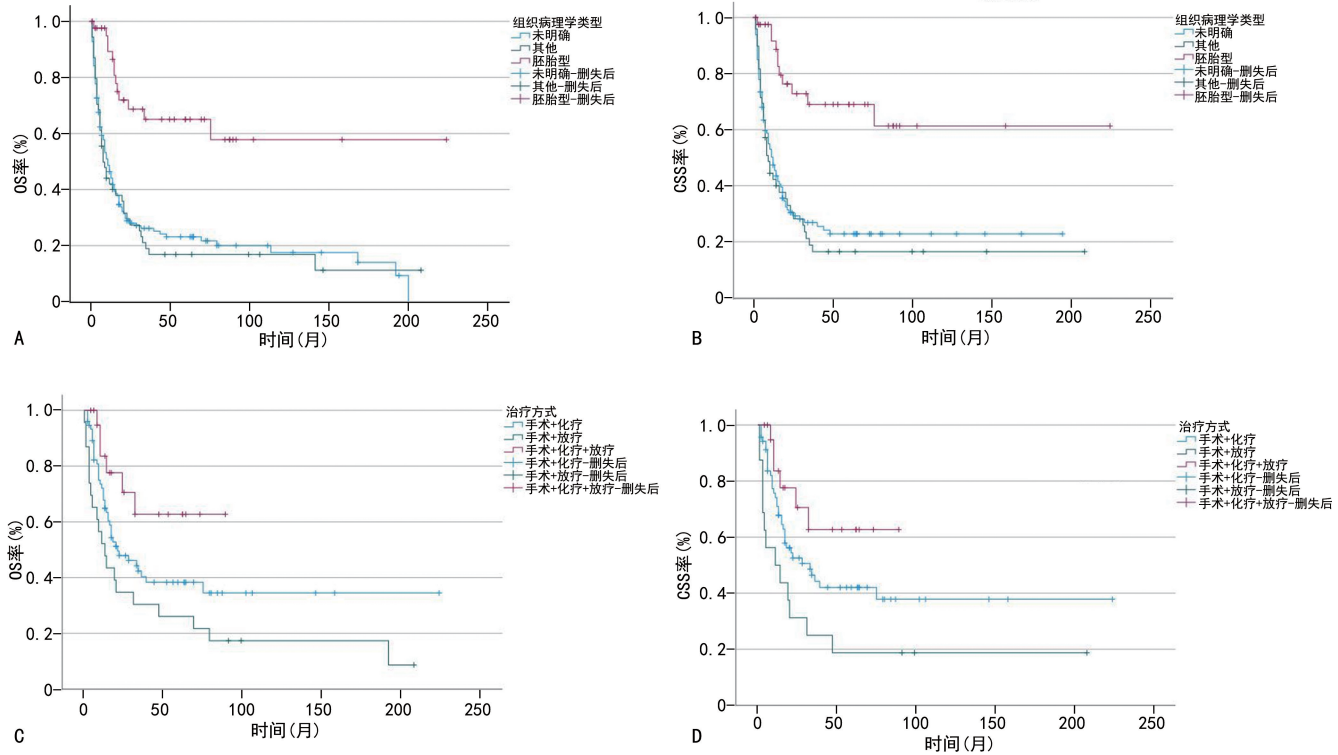 组织病理学类型
未明确
其他
胚胎型
未明确-删失后
其他-删失后
胚胎型-删失后
OS率(%)
1.0
0.8
0.6
0.4
0.2
0
0 50 100 150 200 250
时间(月)
A
组织病理学类型
未明确
其他
胚胎型
未明确-删失后
其他-删失后
胚胎型-删失后
CSS率(%)
1.0
0.8
0.6
0.4
0.2
0
0 50 100 150 200 250
时间(月)
B
治疗方式
手术+化疗
手术+放疗
手术+化疗+放疗
手术+化疗-删失后
手术+放疗-删失后
手术+化疗+放疗-删失后
OS率(%)
1.0
0.8
0.6
0.4
0.2
0
0 50 100 150 200 250
时间(月)
C
治疗方式
手术+化疗
手术+放疗
手术+化疗+放疗
手术+化疗-删失后
手术+放疗-删失后
手术+化疗+放疗-删失后
CSS率(%)
1.0
0.8
0.6
0.4
0.2
0
0 50 100 150 200 250
时间(月)
D